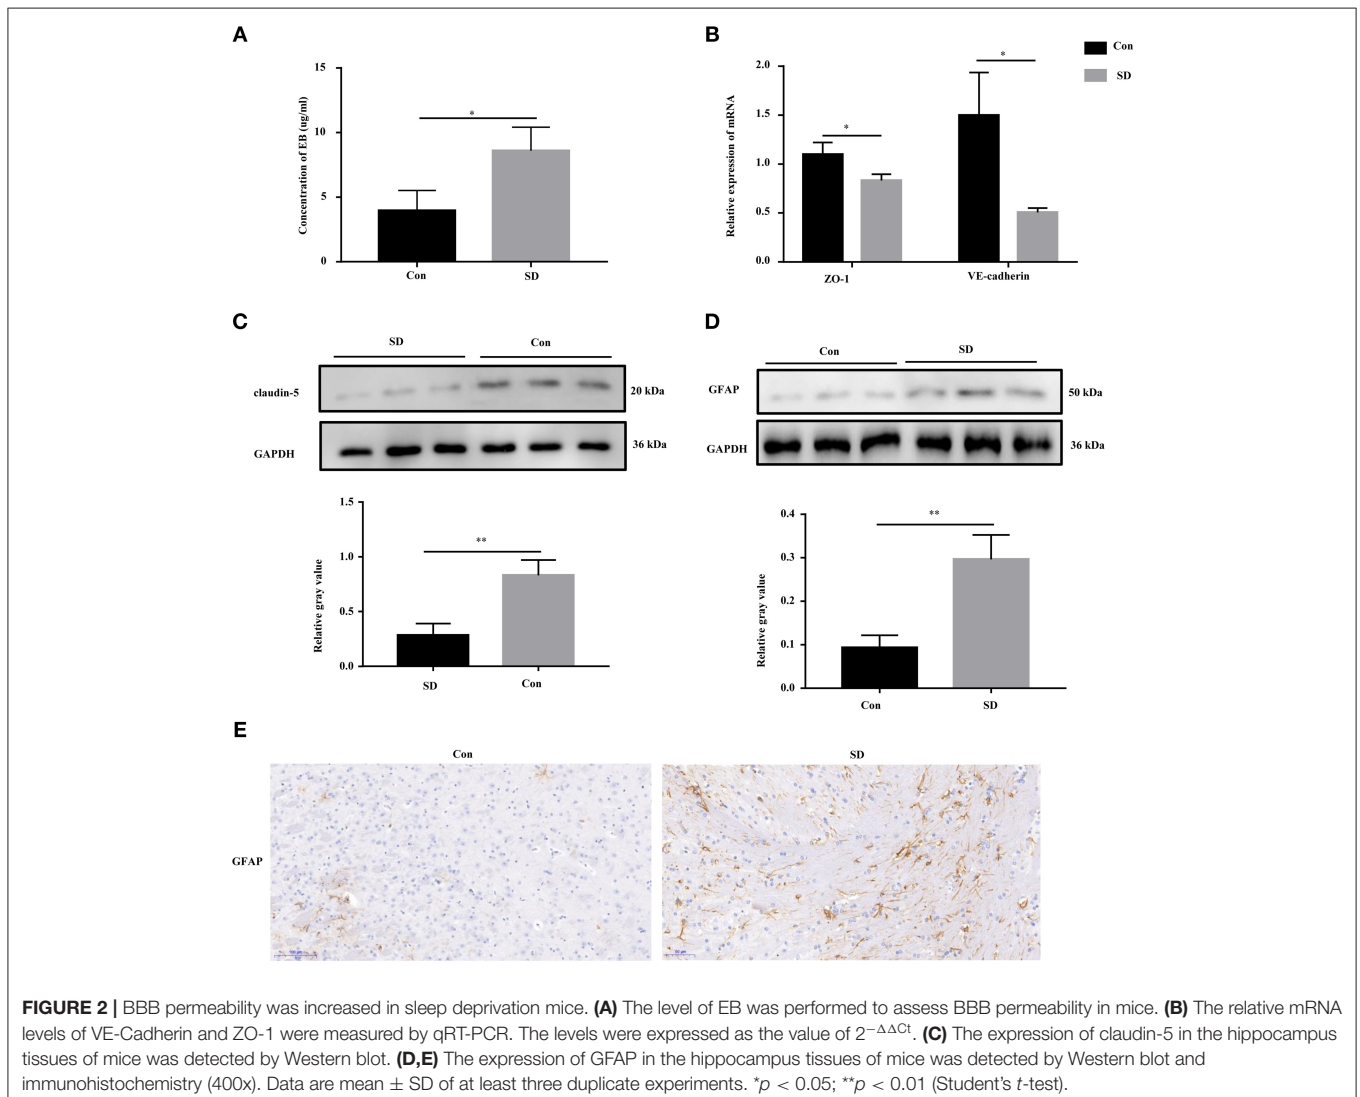 A
Concentration of EB (ug/ml)
15
10
5
0
*
Con
SD
B
Relative expression of mRNA
2.0
1.5
1.0
0.5
0.0
*
*
ZO-1
VE-cadherin
Con
SD
C
SD
Con
claudin-5
20 kDa
GAPDH
36 kDa
Relative gray value
1.5
1.0
0.5
0.0
**
SD
Con
D
Con
SD
GFAP
50 kDa
GAPDH
36 kDa
Relative gray value
0.4
0.3
0.2
0.1
0.0
**
Con
SD
E
Con
SD
GFAP
FIGURE 2 | BBB permeability was increased in sleep deprivation mice. (A) The level of EB was performed to assess BBB permeability in mice. (B) The relative mRNA
levels of VE-Cadherin and ZO-1 were measured by qRT-PCR. The levels were expressed as the value of 2−ΔΔCt. (C) The expression of claudin-5 in the hippocampus
tissues of mice was detected by Western blot. (D,E) The expression of GFAP in the hippocampus tissues of mice was detected by Western blot and
immunohistochemistry (400x). Data are mean ± SD of at least three duplicate experiments. *p < 0.05; **p < 0.01 (Student's t-test).